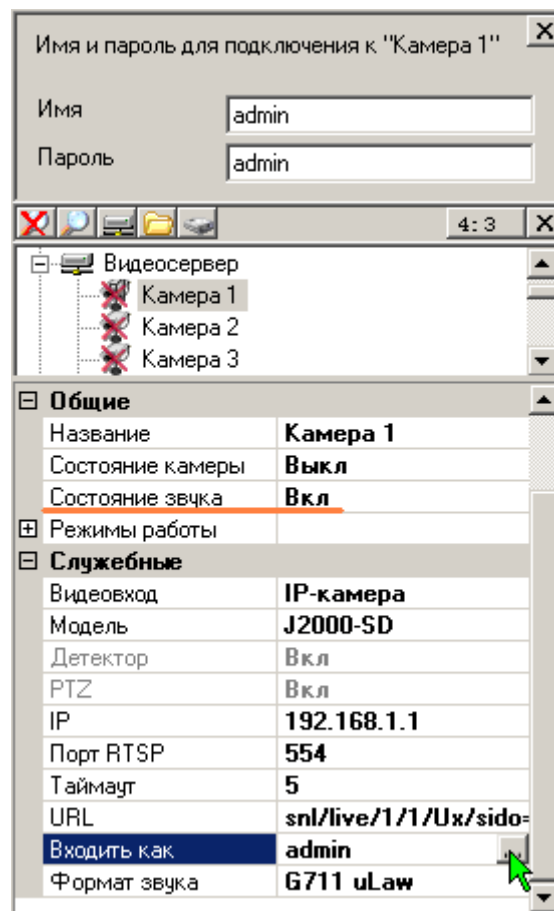 Имя и пароль для подключения к "Камера 1"
Имя admin
Пароль admin
4:3
Видеосервер
Камера 1
Камера 2
Камера 3
Общие
Название Камера 1
Состояние камеры Выкл
Состояние звука Вкл
Режимы работы
Служебные
Видеовход IP-камера
Модель J2000-SD
Детектор Вкл
PTZ Вкл
IP 192.168.1.1
Порт RTSP 554
Таймаут 5
URL snl/live/1/1/Ux/sido=
Входить как admin ...
Формат звука G711 uLaw